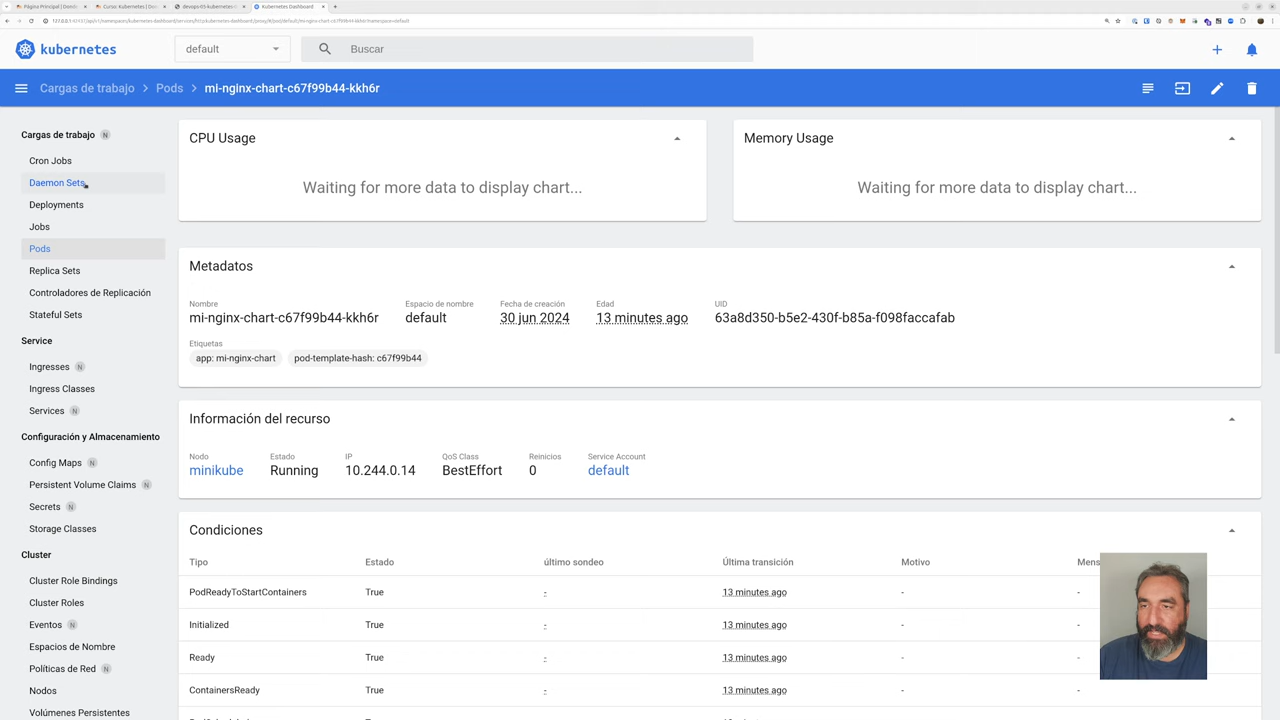 Curso: Kubernetes | Do
Kubernetes Dashboard
kubernetes
default
Buscar
Cargas de trabajo
Pods
mi-nginx-chart-c67f99b44-kkh6r
Cargas de trabajo N
Cron Jobs
Daemon Sets
Deployments
Jobs
Pods
Replica Sets
Controladores de Replicación
Stateful Sets
Service
Ingresses N
Ingress Classes
Services N
Configuración y Almacenamiento
Config Maps N
Persistent Volume Claims N
Secrets N
Storage Classes
Cluster
Cluster Role Bindings
Cluster Roles
Eventos N
Espacios de Nombre
Políticas de Red N
Nodos
Volúmenes Persistentes
CPU Usage
Waiting for more data to display chart...
Memory Usage
Waiting for more data to display chart...
Metadatos
Nombre Espacio de nombre Fecha de creación Edad UID
mi-nginx-chart-c67f99b44-kkh6r default 30 jun 2024 13 minutes ago 63a8d350-b5e2-430f-b85a-f098faccafab
Etiquetas
app: mi-nginx-chart pod-template-hash: c67f99b44
Información del recurso
Nodo Estado IP QoS Class Reinicios Service Account
minikube Running 10.244.0.14 BestEffort 0 default
Condiciones
Tipo Estado último sondeo Última transición Motivo Mens
PodReadyToStartContainers True - 13 minutes ago - -
Initialized True - 13 minutes ago - -
Ready True - 13 minutes ago - -
ContainersReady True - 13 minutes ago - -